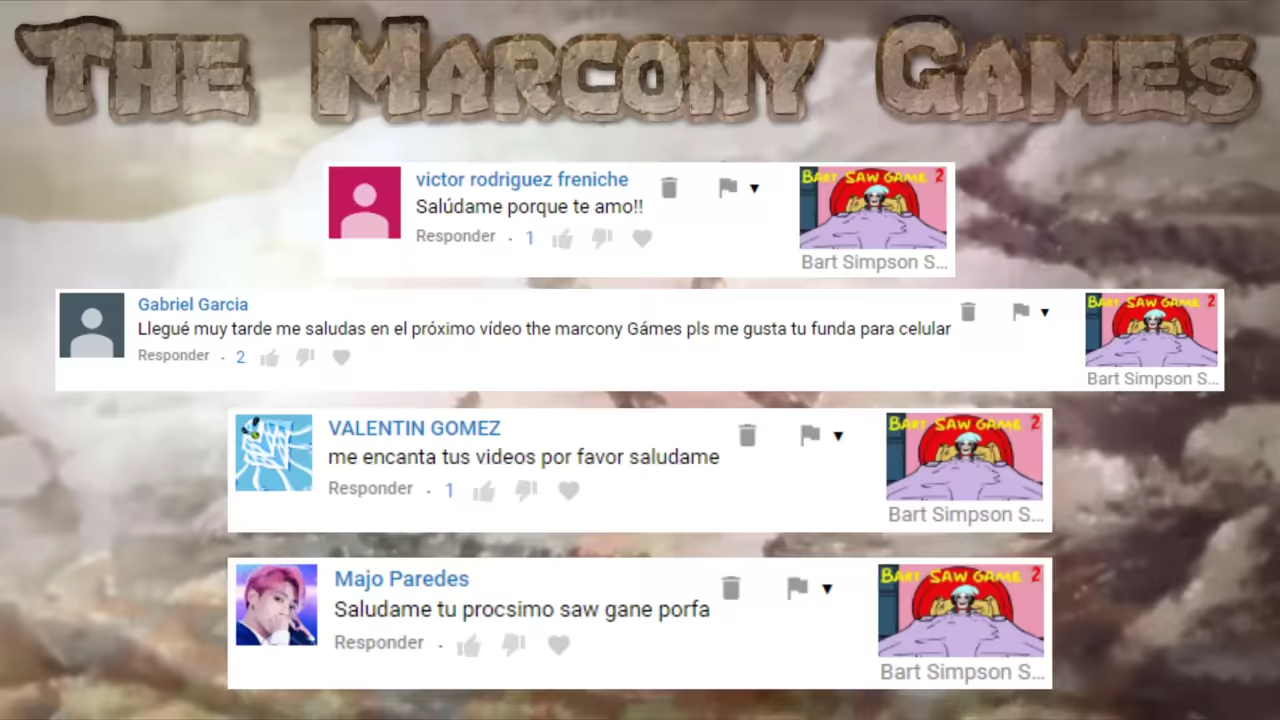 The Marcony Games
victor rodriguez freniche
Salúdame porque te amo!!
Responder · 1
BART SAW GAME 2
Bart Simpson S...
Gabriel Garcia
Llegué muy tarde me saludas en el próximo vídeo the marcony Gámes pls me gusta tu funda para celular
Responder · 2
BART SAW GAME 2
Bart Simpson S...
VALENTIN GOMEZ
me encanta tus videos por favor saludame
Responder · 1
BART SAW GAME 2
Bart Simpson S...
Majo Paredes
Saludame tu procsimo saw gane porfa
Responder ·
BART SAW GAME 2
Bart Simpson S...